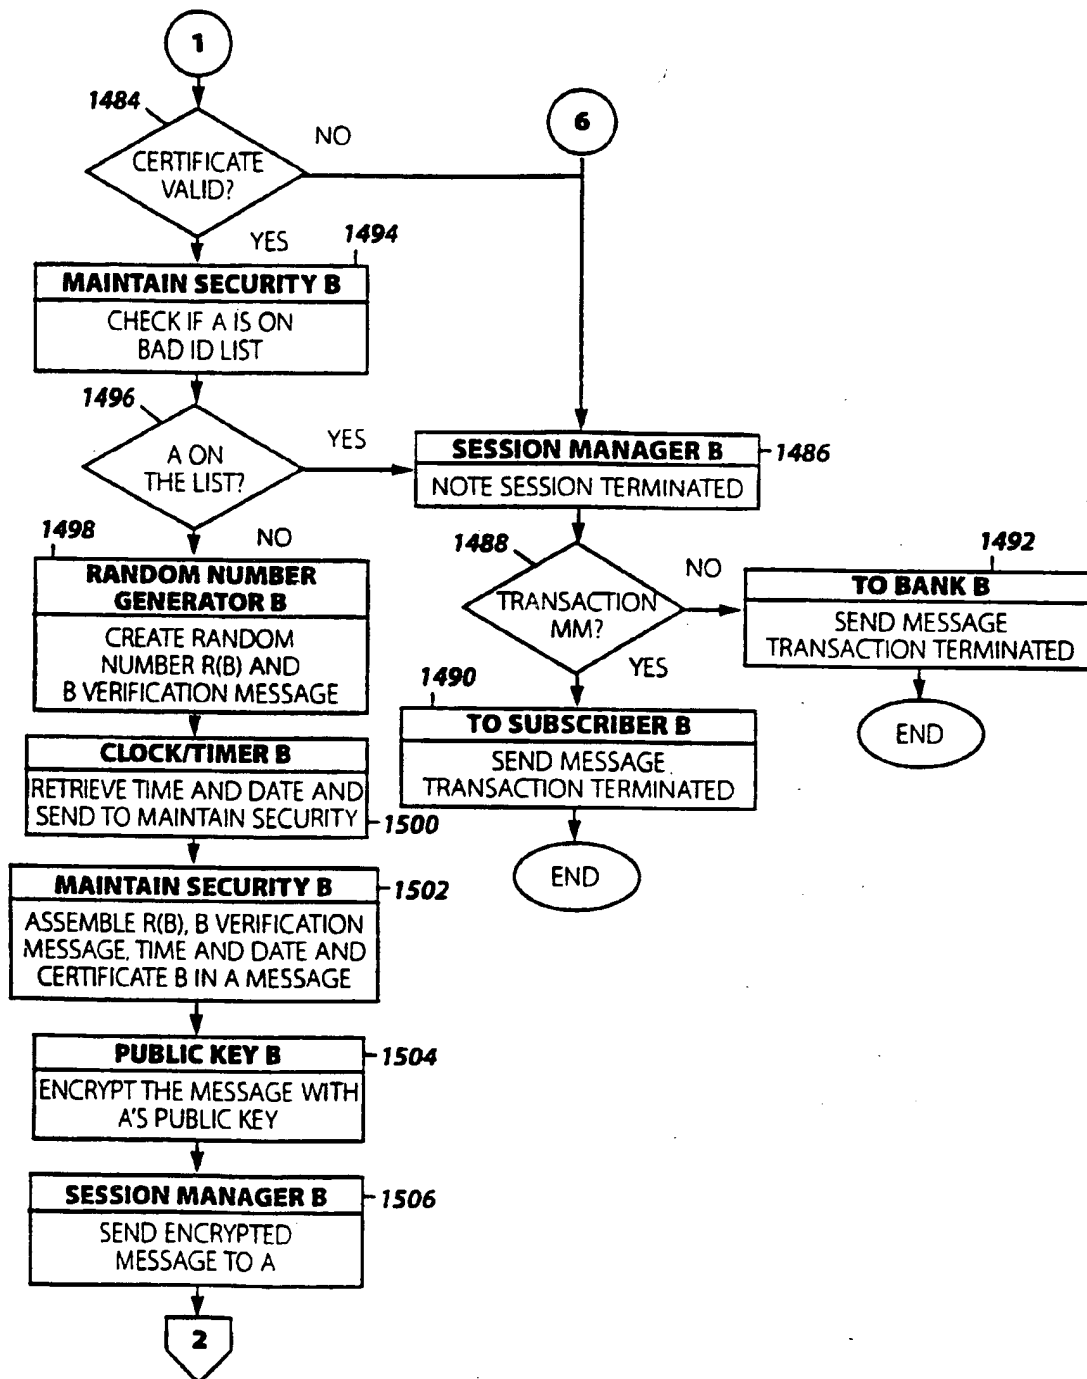 1
1484
CERTIFICATE
VALID?
NO
6
YES
1494
MAINTAIN SECURITY B
CHECK IF A IS ON
BAD ID LIST
1496
A ON
THE LIST?
YES
SESSION MANAGER B
1486
NOTE SESSION TERMINATED
NO
1498
RANDOM NUMBER
GENERATOR B
CREATE RANDOM
NUMBER R(B) AND
B VERIFICATION MESSAGE
1488
TRANSACTION
MM?
NO
1492
TO BANK B
SEND MESSAGE
TRANSACTION TERMINATED
END
YES
1490
TO SUBSCRIBER B
SEND MESSAGE
TRANSACTION TERMINATED
END
CLOCK/TIMER B
RETRIEVE TIME AND DATE AND
SEND TO MAINTAIN SECURITY
1500
MAINTAIN SECURITY B
1502
ASSEMBLE R(B), B VERIFICATION
MESSAGE, TIME AND DATE AND
CERTIFICATE B IN A MESSAGE
PUBLIC KEY B
1504
ENCRYPT THE MESSAGE WITH
A'S PUBLIC KEY
SESSION MANAGER B
1506
SEND ENCRYPTED
MESSAGE TO A
2